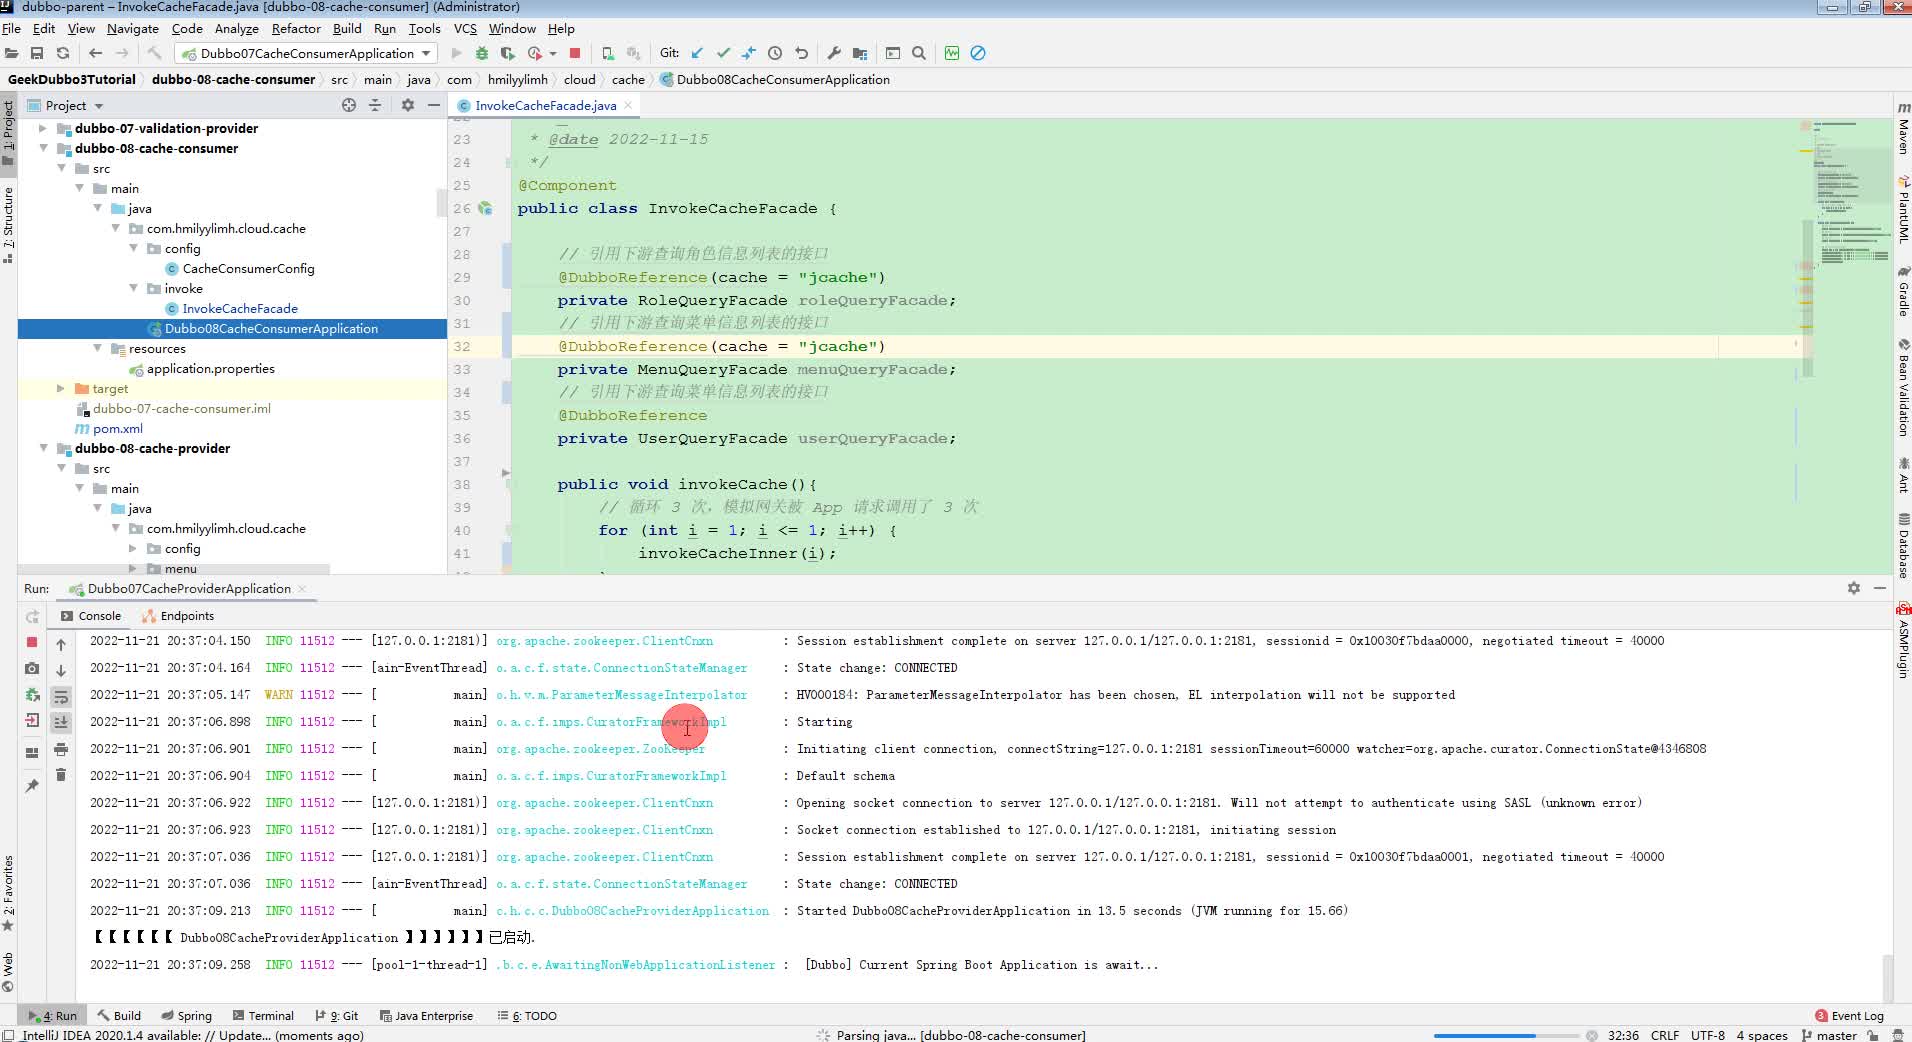 dubbo-parent – InvokeCacheFacade.java [dubbo-08-cache-consumer] (Administrator)
File Edit View Navigate Code Analyze Refactor Build Run Tools VCS Window Help
Dubbo07CacheConsumerApplication Git:
GeekDubbo3Tutorial dubbo-08-cache-consumer src main java com hmilyylimh cloud cache Dubbo08CacheConsumerApplication
Project InvokeCacheFacade.java
1: Project
7: Structure
2: Favorites
Web
dubbo-07-validation-provider
dubbo-08-cache-consumer
src
main
java
com.hmilyylimh.cloud.cache
config
CacheConsumerConfig
invoke
InvokeCacheFacade
Dubbo08CacheConsumerApplication
resources
application.properties
target
dubbo-07-cache-consumer.iml
pom.xml
dubbo-08-cache-provider
src
main
java
com.hmilyylimh.cloud.cache
config
menu
23 * @date 2022-11-15
24 */
25 @Component
26 public class InvokeCacheFacade {
27
28 // 引用下游查询角色信息列表的接口
29 @DubboReference(cache = "jcache")
30 private RoleQueryFacade roleQueryFacade;
31 // 引用下游查询菜单信息列表的接口
32 @DubboReference(cache = "jcache")
33 private MenuQueryFacade menuQueryFacade;
34 // 引用下游查询菜单信息列表的接口
35 @DubboReference
36 private UserQueryFacade userQueryFacade;
37
38 public void invokeCache(){
39 // 循环 3 次，模拟网关被 App 请求调用了 3 次
40 for (int i = 1; i <= 1; i++) {
41 invokeCacheInner(i);
Maven
PlantUML
Gradle
Bean Validation
Ant
Database
ASMPlugin
Run: Dubbo07CacheProviderApplication
Console Endpoints
2022-11-21 20:37:04.150 INFO 11512 --- [127.0.0.1:2181)] org.apache.zookeeper.ClientCnxn : Session establishment complete on server 127.0.0.1/127.0.0.1:2181, sessionid = 0x10030f7bdaa0000, negotiated timeout = 40000
2022-11-21 20:37:04.164 INFO 11512 --- [ain-EventThread] o.a.c.f.state.ConnectionStateManager : State change: CONNECTED
2022-11-21 20:37:05.147 WARN 11512 --- [ main] o.h.v.m.ParameterMessageInterpolator : HV000184: ParameterMessageInterpolator has been chosen, EL interpolation will not be supported
2022-11-21 20:37:06.898 INFO 11512 --- [ main] o.a.c.f.imps.CuratorFrameworkImpl : Starting
2022-11-21 20:37:06.901 INFO 11512 --- [ main] org.apache.zookeeper.ZooKeeper : Initiating client connection, connectString=127.0.0.1:2181 sessionTimeout=60000 watcher=org.apache.curator.ConnectionState@4346808
2022-11-21 20:37:06.904 INFO 11512 --- [ main] o.a.c.f.imps.CuratorFrameworkImpl : Default schema
2022-11-21 20:37:06.922 INFO 11512 --- [127.0.0.1:2181)] org.apache.zookeeper.ClientCnxn : Opening socket connection to server 127.0.0.1/127.0.0.1:2181. Will not attempt to authenticate using SASL (unknown error)
2022-11-21 20:37:06.923 INFO 11512 --- [127.0.0.1:2181)] org.apache.zookeeper.ClientCnxn : Socket connection established to 127.0.0.1/127.0.0.1:2181, initiating session
2022-11-21 20:37:07.036 INFO 11512 --- [127.0.0.1:2181)] org.apache.zookeeper.ClientCnxn : Session establishment complete on server 127.0.0.1/127.0.0.1:2181, sessionid = 0x10030f7bdaa0001, negotiated timeout = 40000
2022-11-21 20:37:07.036 INFO 11512 --- [ain-EventThread] o.a.c.f.state.ConnectionStateManager : State change: CONNECTED
2022-11-21 20:37:09.213 INFO 11512 --- [ main] c.h.c.c.Dubbo08CacheProviderApplication : Started Dubbo08CacheProviderApplication in 13.5 seconds (JVM running for 15.66)
【【【【【【 Dubbo08CacheProviderApplication 】】】】】】已启动.
2022-11-21 20:37:09.258 INFO 11512 --- [pool-1-thread-1] .b.c.e.AwaitingNonWebApplicationListener : [Dubbo] Current Spring Boot Application is await...
4: Run Build Spring Terminal 9: Git Java Enterprise 6: TODO 3 Event Log
IntelliJ IDEA 2020.1.4 available: // Update... (moments ago) Parsing java... [dubbo-08-cache-consumer] 32:36 CRLF UTF-8 4 spaces master